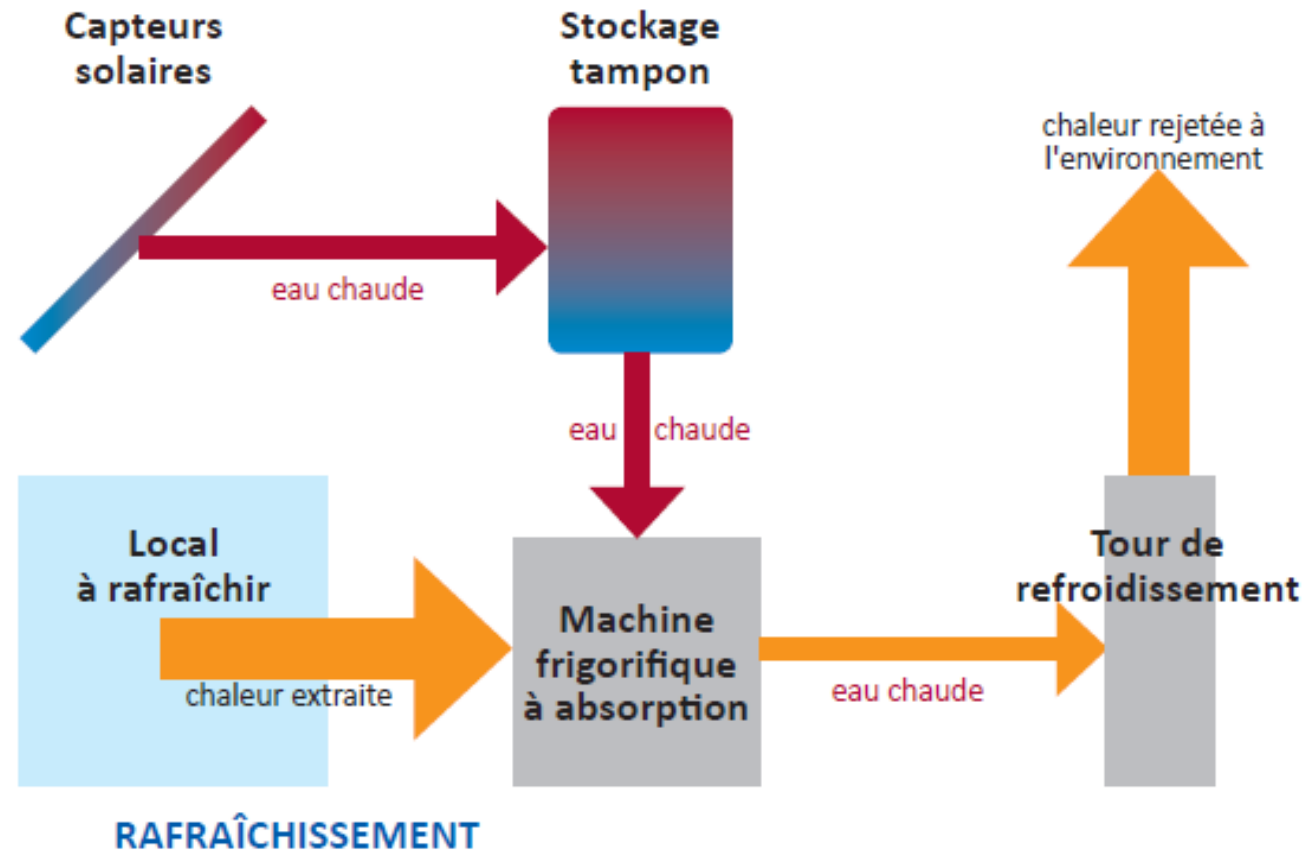 Capteurs
solaires
Stockage
tampon
chaleur rejetée à
l'environnement
eau chaude
eau chaude
Local
à rafraîchir
chaleur extraite
Machine
frigorifique
à absorption
eau chaude
Tour de
refroidissement
RAFRAÎCHISSEMENT